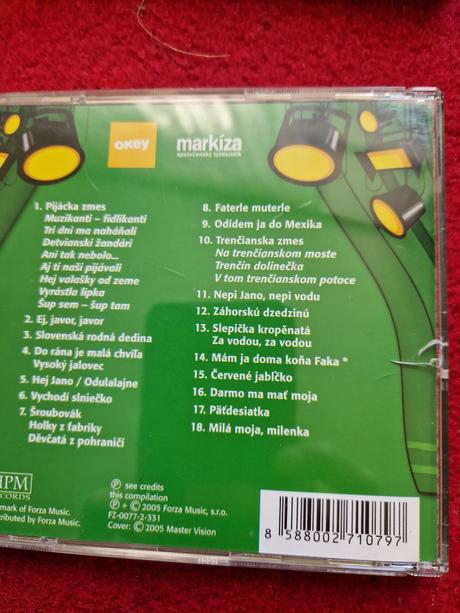 OKEY
markíza
spoločenský týždenník
1. Pijácka zmes
Muzikanti – fidlikanti
Tri dni ma naháňali
Detvianski žandári
Ani tak nebolo...
Aj tí naši pijávali
Hej valašky od zeme
Vyrástla lipka
Šup sem – šup tam
2. Ej, javor, javor
3. Slovenská rodná dedina
4. Do rána je malá chvíľa
Vysoký jalovec
5. Hej Jano / Odulalajne
6. Vychodí slniečko
7. Šroubovák
Holky z fabriky
Děvčatá z pohraničí
8. Faterle muterle
9. Odídem ja do Mexika
10. Trenčianska zmes
Na trenčianskom moste
Trenčín dolinečka
V tom trenčianskom potoce
11. Nepi Jano, nepi vodu
12. Záhorskú dzedzinú
13. Slepička kropěnatá
Za vodou, za vodou
14. Mám ja doma koňa Faka *
15. Červené jabĺčko
16. Darmo ma mať moja
17. Päťdesiatka
18. Milá moja, milenka
HPM
RECORDS
mark of Forza Music.
tributed by Forza Music.
Ⓟ see credits
this compilation
Ⓟ + © 2005 Forza Music, s.r.o.
FZ-0077-2-331
Cover: © 2005 Master Vision
8 588002 710797